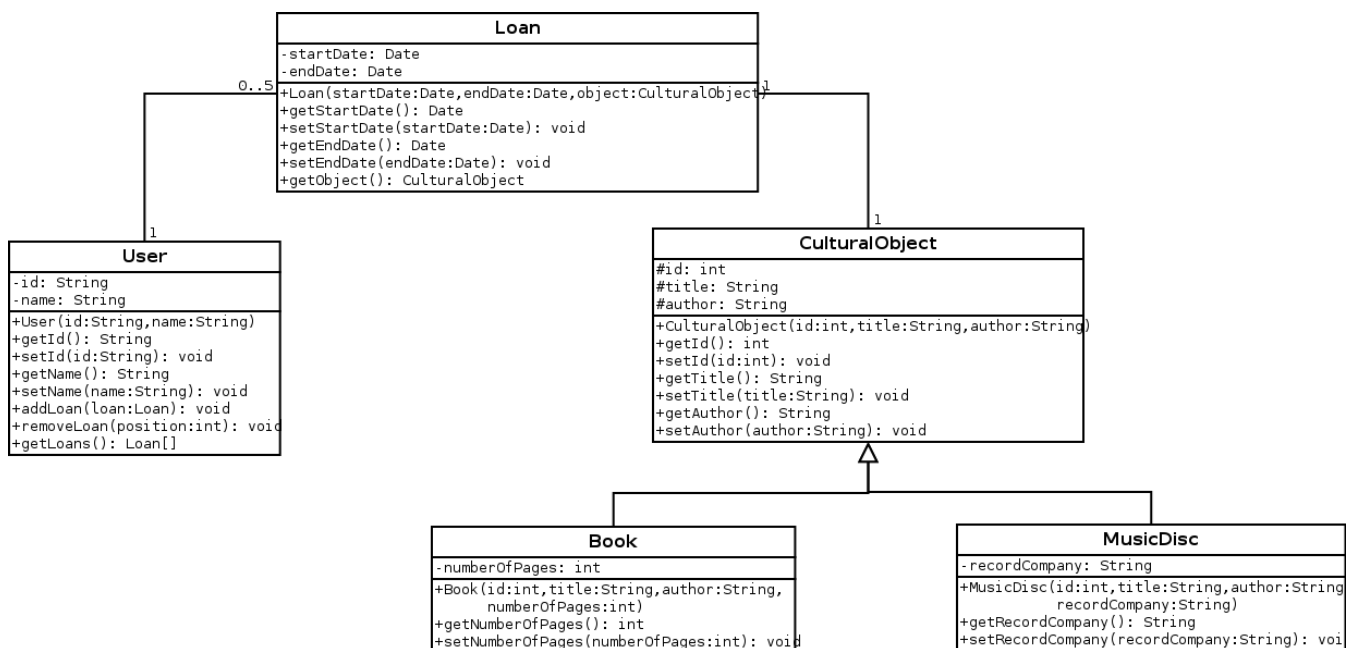 Loan
-startDate: Date
-endDate: Date
0..5
1
+Loan(startDate:Date,endDate:Date,object:CulturalObject)
+getStartDate(): Date
+setStartDate(startDate:Date): void
+getEndDate(): Date
+setEndDate(endDate:Date): void
+getObject(): CulturalObject
1
1
User
-id: String
-name: String
+User(id:String,name:String)
+getId(): String
+setId(id:String): void
+getName(): String
+setName(name:String): void
+addLoan(loan:Loan): void
+removeLoan(position:int): void
+getLoans(): Loan[]
CulturalObject
#id: int
#title: String
#author: String
+CulturalObject(id:int,title:String,author:String)
+getId(): int
+setId(id:int): void
+getTitle(): String
+setTitle(title:String): void
+getAuthor(): String
+setAuthor(author:String): void
Book
-numberOfPages: int
+Book(id:int,title:String,author:String,
numberOfPages:int)
+getNumberOfPages(): int
+setNumberOfPages(numberOfPages:int): void
MusicDisc
-recordCompany: String
+MusicDisc(id:int,title:String,author:String
recordCompany:String)
+getRecordCompany(): String
+setRecordCompany(recordCompany:String): voi